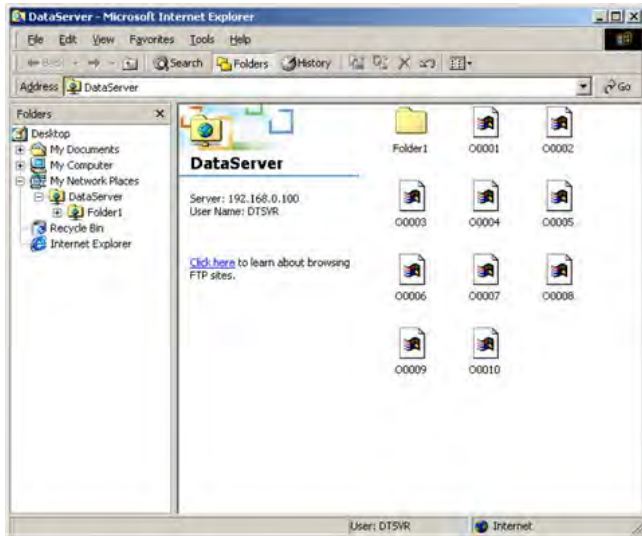 DataServer - Microsoft Internet Explorer
File Edit View Favorites Tools Help
Back Search Folders History
Address DataServer Go
Folders
Desktop
My Documents
My Computer
My Network Places
DataServer
Folder1
Recycle Bin
Internet Explorer
DataServer
Server: 192.168.0.100
User Name: DTSVR
Click here to learn about browsing
FTP sites.
Folder1 O0001 O0002
O0003 O0004 O0005
O0006 O0007 O0008
O0009 O0010
User: DTSVR Internet